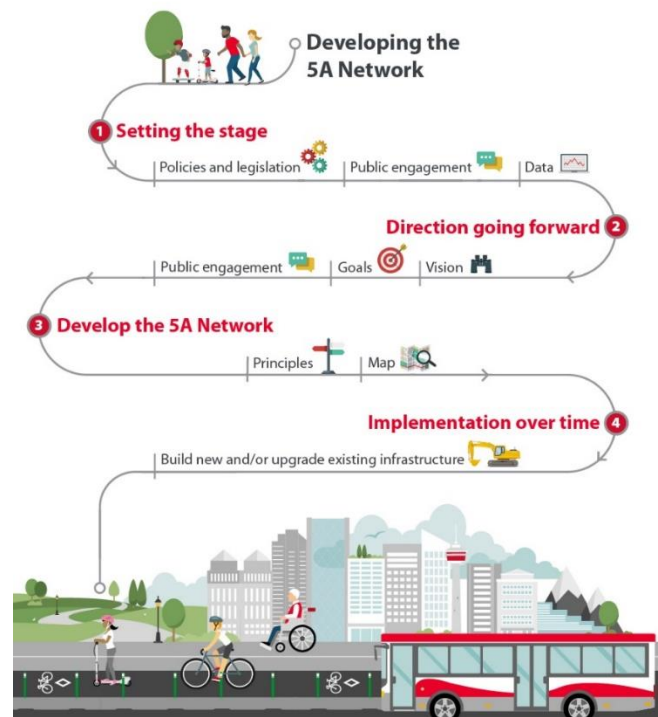 Developing the
5A Network
1 Setting the stage
Policies and legislation Public engagement Data
Direction going forward 2
Public engagement Goals Vision
3 Develop the 5A Network
Principles Map
Implementation over time 4
Build new and/or upgrade existing infrastructure